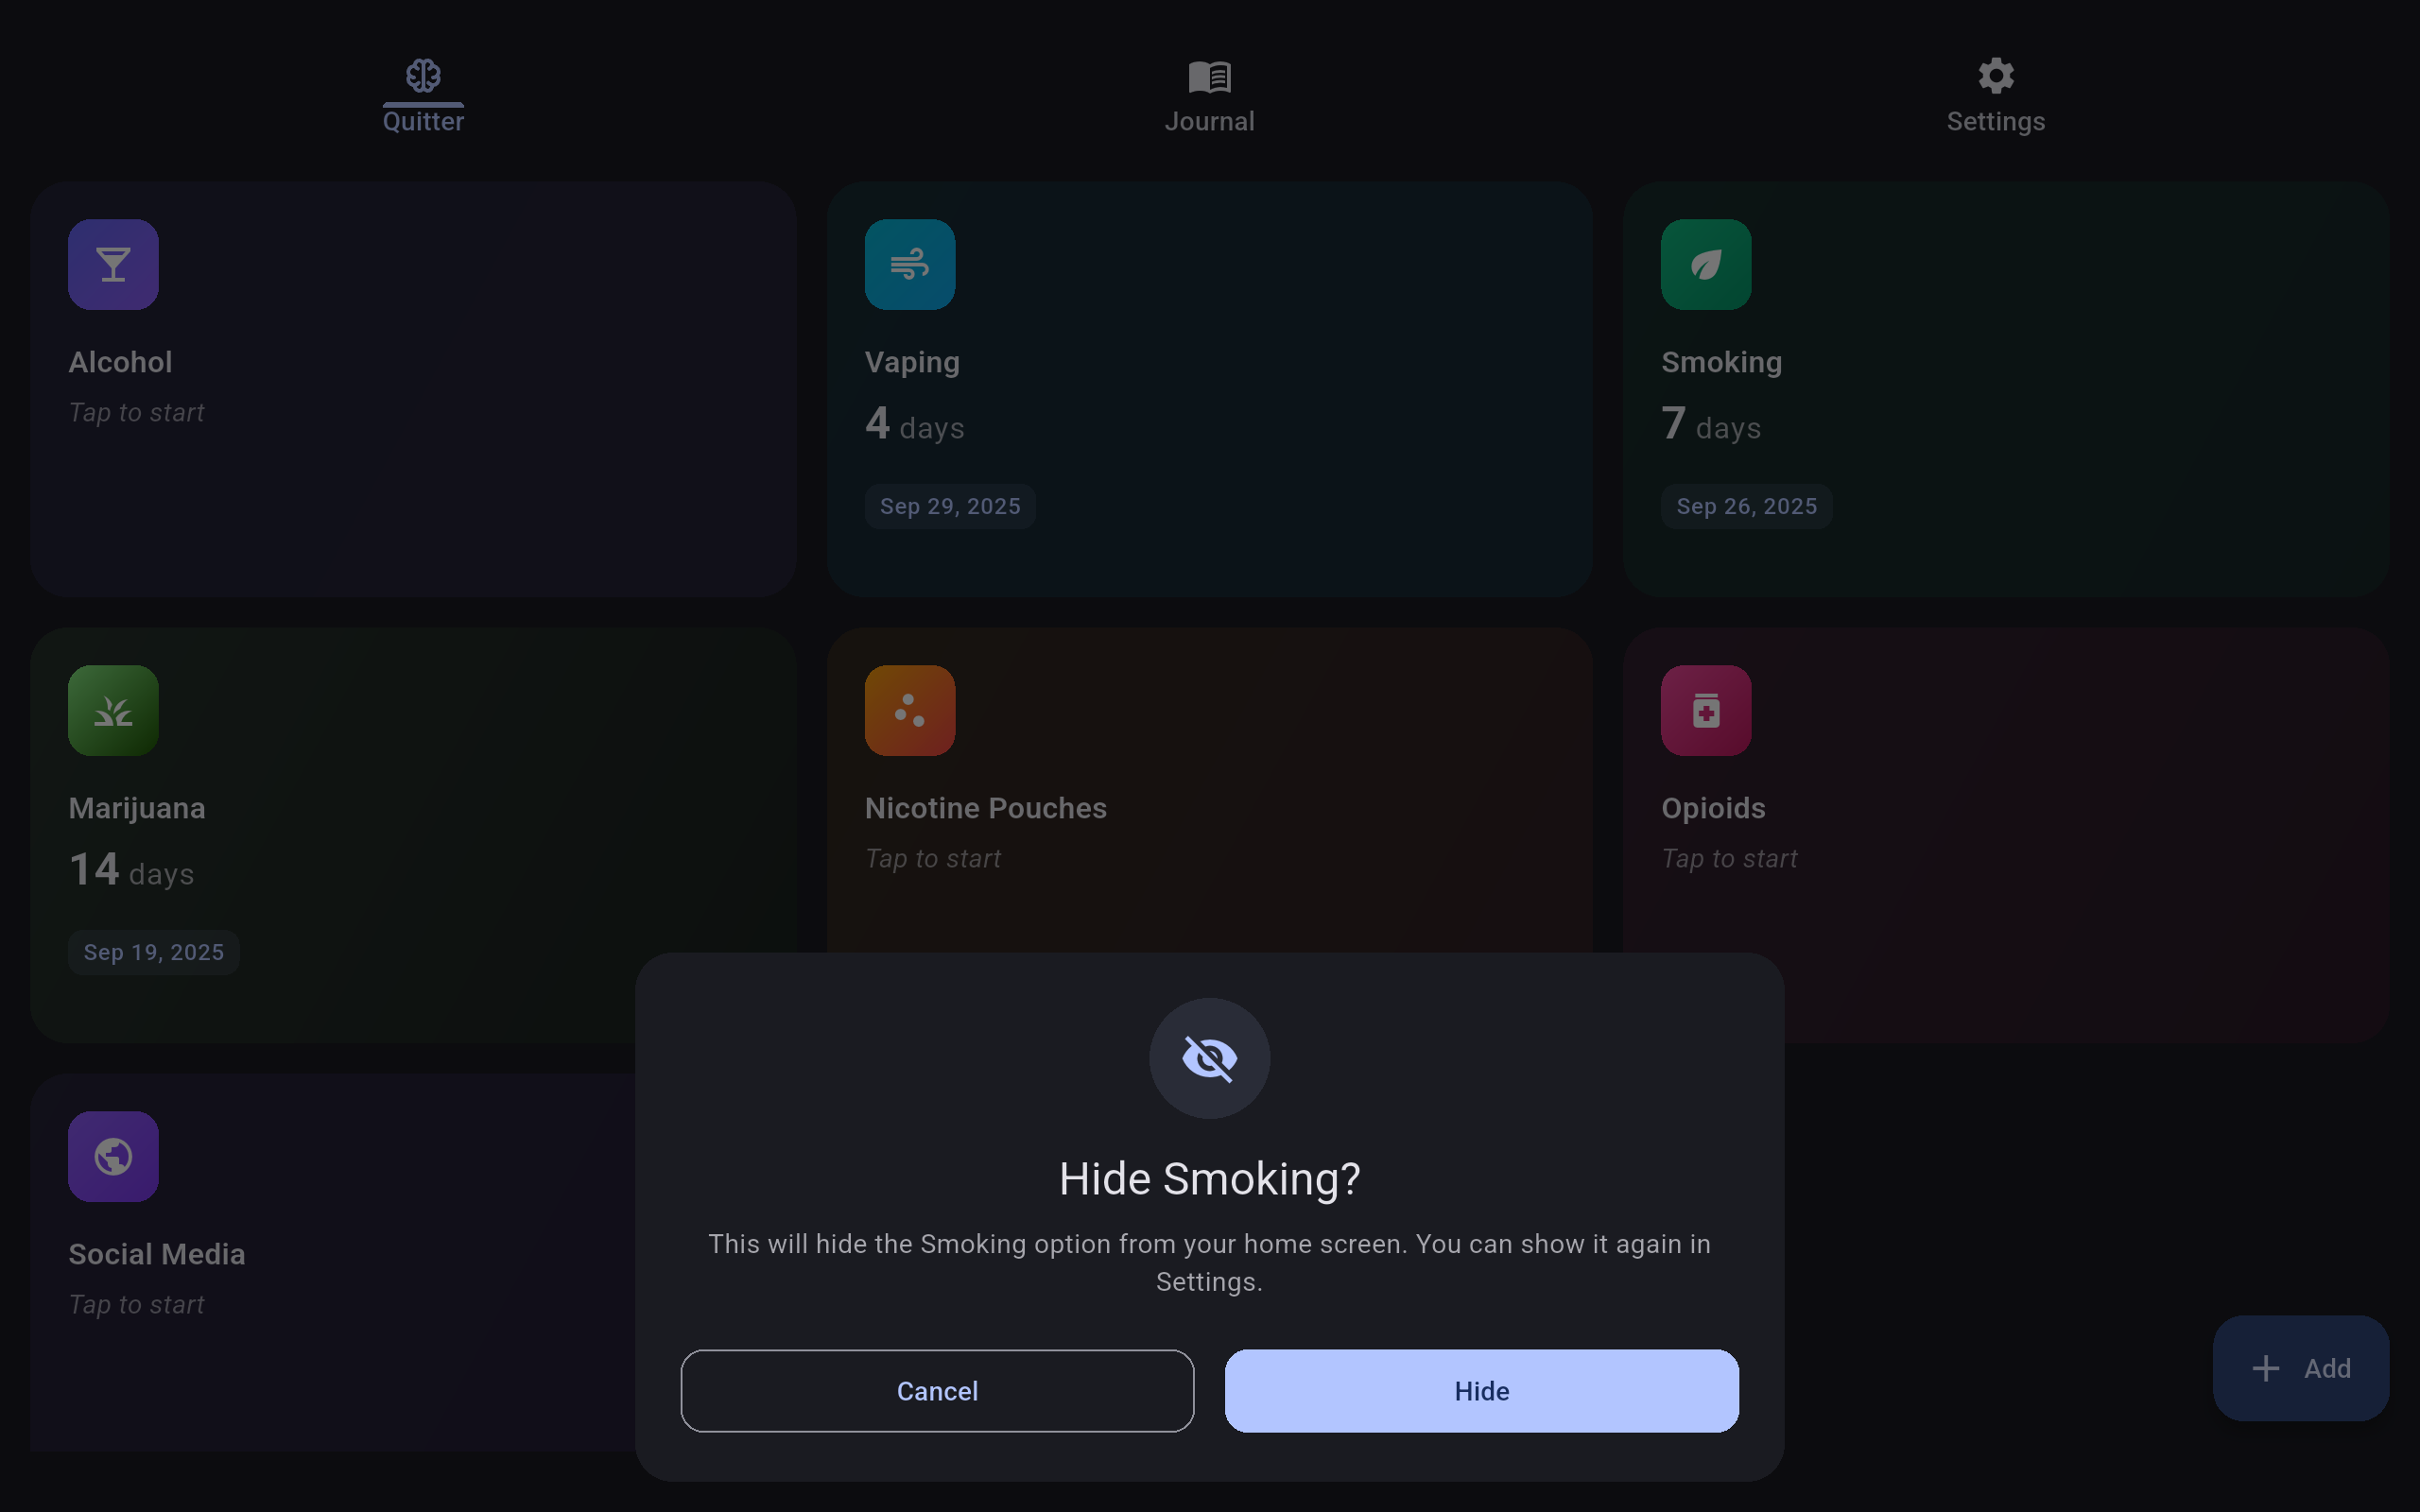 Quitter
Journal
Settings
Alcohol
Tap to start
Vaping
4 days
Sep 29, 2025
Smoking
7 days
Sep 26, 2025
Marijuana
14 days
Sep 19, 2025
Nicotine Pouches
Tap to start
Opioids
Tap to start
Social Media
Tap to start
Hide Smoking?
This will hide the Smoking option from your home screen. You can show it again in
Settings.
Cancel
Hide
Add